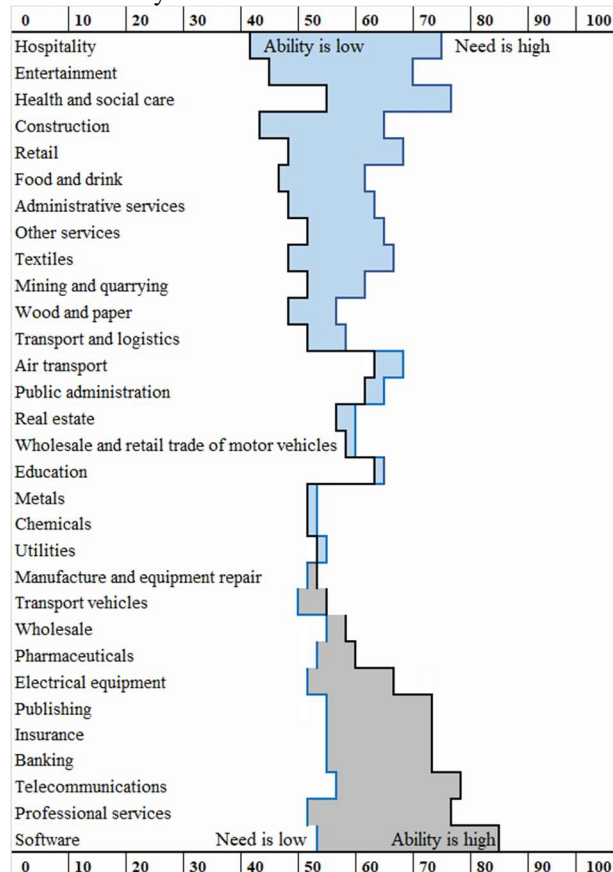 0 10 20 30 40 50 60 70 80 90 100
Hospitality Ability is low Need is high
Entertainment
Health and social care
Construction
Retail
Food and drink
Administrative services
Other services
Textiles
Mining and quarrying
Wood and paper
Transport and logistics
Air transport
Public administration
Real estate
Wholesale and retail trade of motor vehicles
Education
Metals
Chemicals
Utilities
Manufacture and equipment repair
Transport vehicles
Wholesale
Pharmaceuticals
Electrical equipment
Publishing
Insurance
Banking
Telecommunications
Professional services
Software Need is low Ability is high
0 10 20 30 40 50 60 70 80 90 100